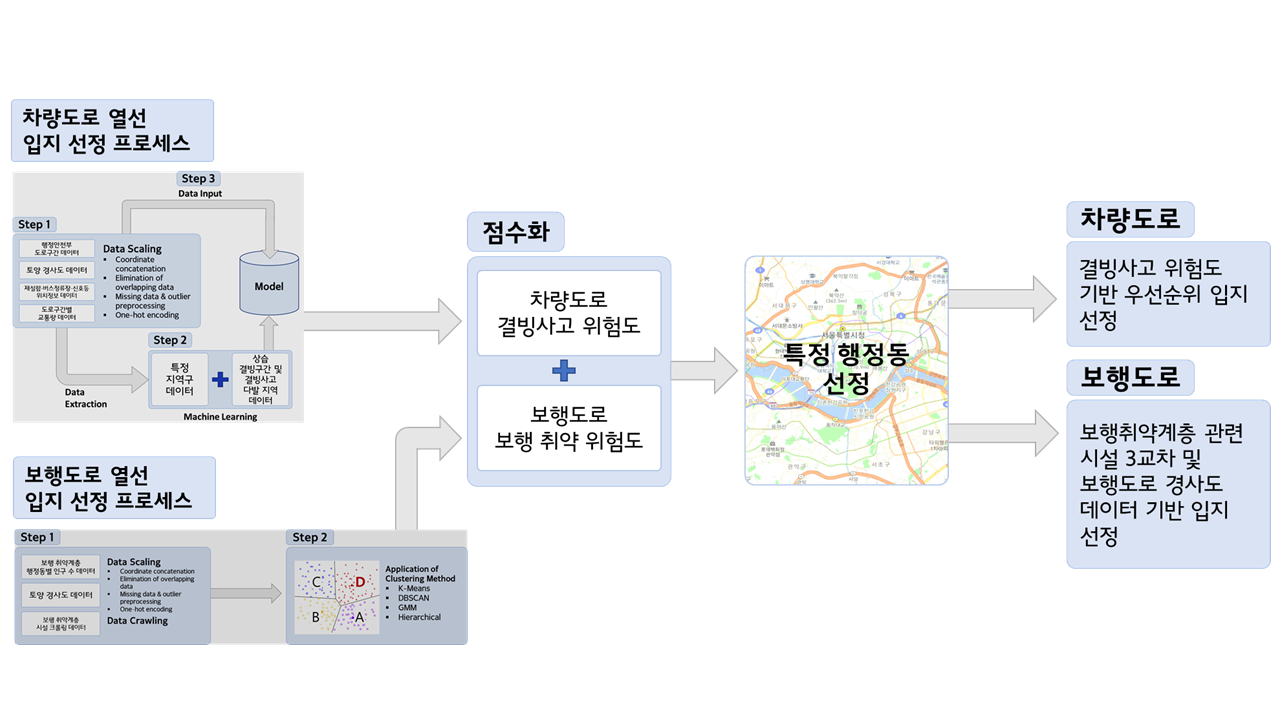 차량도로 열선
입지 선정 프로세스
Step 3
Data Input
Step 1
행정안전부
도로구간 데이터
토양 경사도 데이터
제설함·버스정류장·신호등
위치정보 데이터
도로구간별
교통량 데이터
Data Scaling
• Coordinate
concatenation
• Elimination of
overlapping data
• Missing data & outlier
preprocessing
• One-hot encoding
Model
Step 2
특정
지역구
데이터
상습
결빙구간 및
결빙사고
다발 지역
데이터
Data
Extraction
Machine Learning
보행도로 열선
입지 선정 프로세스
Step 1
보행 취약계층
행정동별 인구 수 데이터
토양 경사도 데이터
보행 취약계층
시설 크롤링 데이터
Data Scaling
• Coordinate concatenation
• Elimination of overlapping
data
• Missing data & outlier
preprocessing
• One-hot encoding
Data Crawling
Step 2
C
D
B
A
Application of
Clustering Method
• K-Means
• DBSCAN
• GMM
• Hierarchical
점수화
차량도로
결빙사고 위험도
보행도로
보행 취약 위험도
서울특별시청
특정 행정동
선정
강남구
서초구
관악구
차량도로
결빙사고 위험도
기반 우선순위 입지
선정
보행도로
보행취약계층 관련
시설 3교차 및
보행도로 경사도
데이터 기반 입지
선정